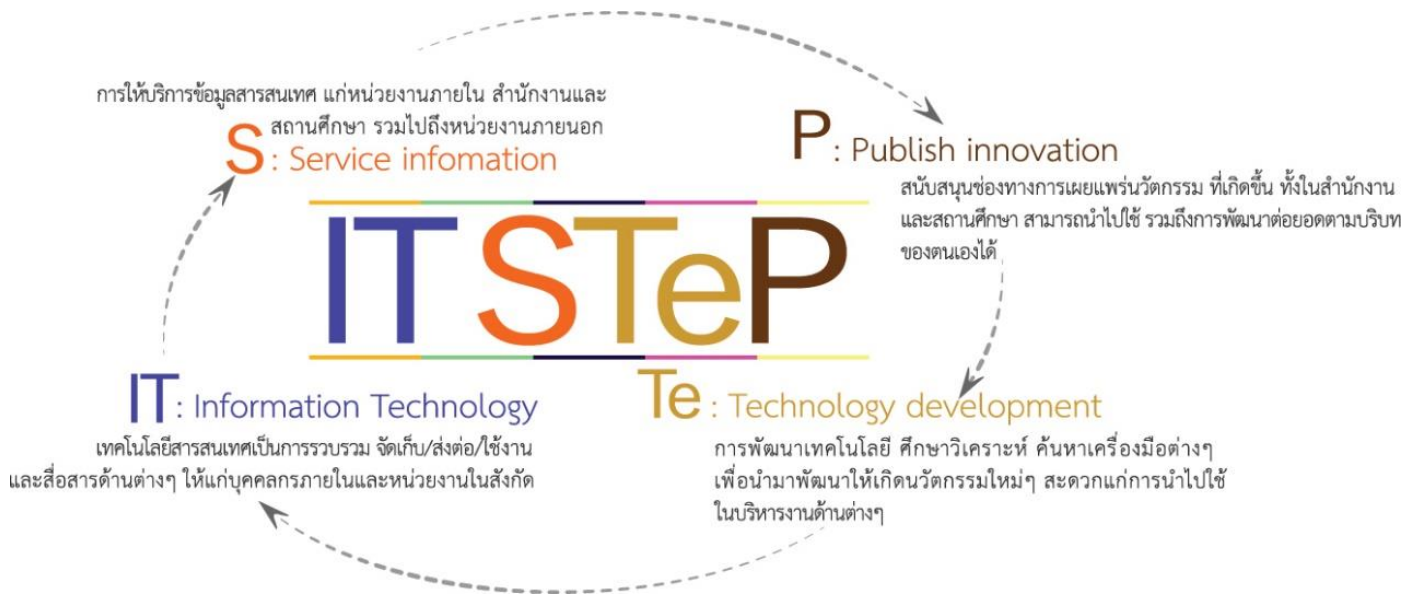 การให้บริการข้อมูลสารสนเทศ แก่หน่วยงานภายใน สำนักงานและ
สถานศึกษา รวมไปถึงหน่วยงานภายนอก
S : Service infomation
P : Publish innovation
สนับสนุนช่องทางการเผยแพร่นวัตกรรม ที่เกิดขึ้น ทั้งในสำนักงาน
และสถานศึกษา สามารถนำไปใช้ รวมถึงการพัฒนาต่อยอดตามบริบท
ของตนเองได้
IT STeP
IT : Information Technology
เทคโนโลยีสารสนเทศเป็นการรวบรวม จัดเก็บ/ส่งต่อ/ใช้งาน
และสื่อสารด้านต่างๆ ให้แก่บุคคลกรภายในและหน่วยงานในสังกัด
Te : Technology development
การพัฒนาเทคโนโลยี ศึกษาวิเคราะห์ ค้นหาเครื่องมือต่างๆ
เพื่อนำมาพัฒนาให้เกิดนวัตกรรมใหม่ๆ สะดวกแก่การนำไปใช้
ในบริหารงานด้านต่างๆ